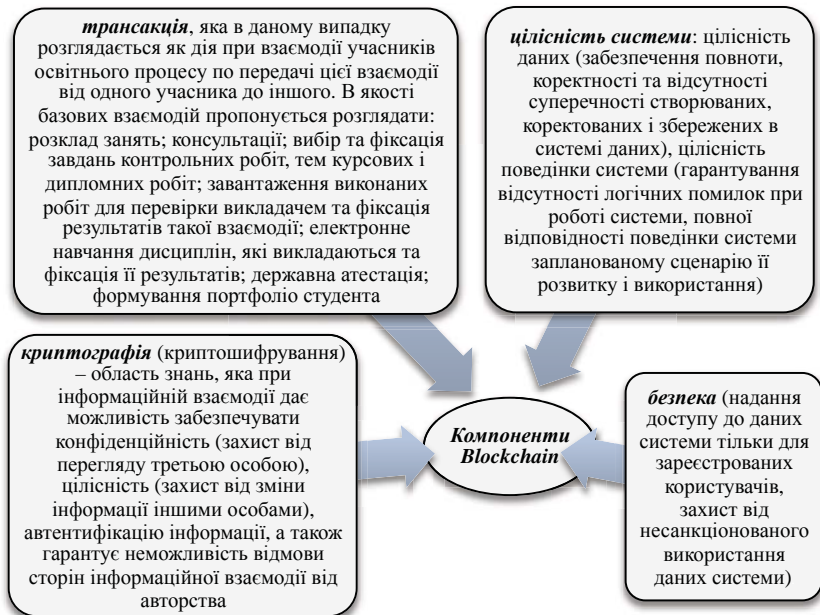 трансакція, яка в даному випадку
розглядається як дія при взаємодії учасників
освітнього процесу по передачі цієї взаємодії
від одного учасника до іншого. В якості
базових взаємодій пропонується розглядати:
розклад занять; консультації; вибір та фіксація
завдань контрольних робіт, тем курсових і
дипломних робіт; завантаження виконаних
робіт для перевірки викладачем та фіксація
результатів такої взаємодії; електронне
навчання дисциплін, які викладаються та
фіксація її результатів; державна атестація;
формування портфоліо студента
цілісність системи: цілісність
даних (забезпечення повноти,
коректності та відсутності
суперечності створюваних,
коректованих і збережених в
системі даних), цілісність
поведінки системи (гарантування
відсутності логічних помилок при
роботі системи, повної
відповідності поведінки системи
запланованому сценарію її
розвитку і використання)
криптографія (криптошифрування)
– область знань, яка при
інформаційній взаємодії дає
можливість забезпечувати
конфіденційність (захист від
перегляду третьою особою),
цілісність (захист від зміни
інформації іншими особами),
автентифікацію інформації, а також
гарантує неможливість відмови
сторін інформаційної взаємодії від
авторства
Компоненти
Blockchain
безпека (надання
доступу до даних
системи тільки для
зареєстрованих
користувачів,
захист від
несанкціонованого
використання
даних системи)